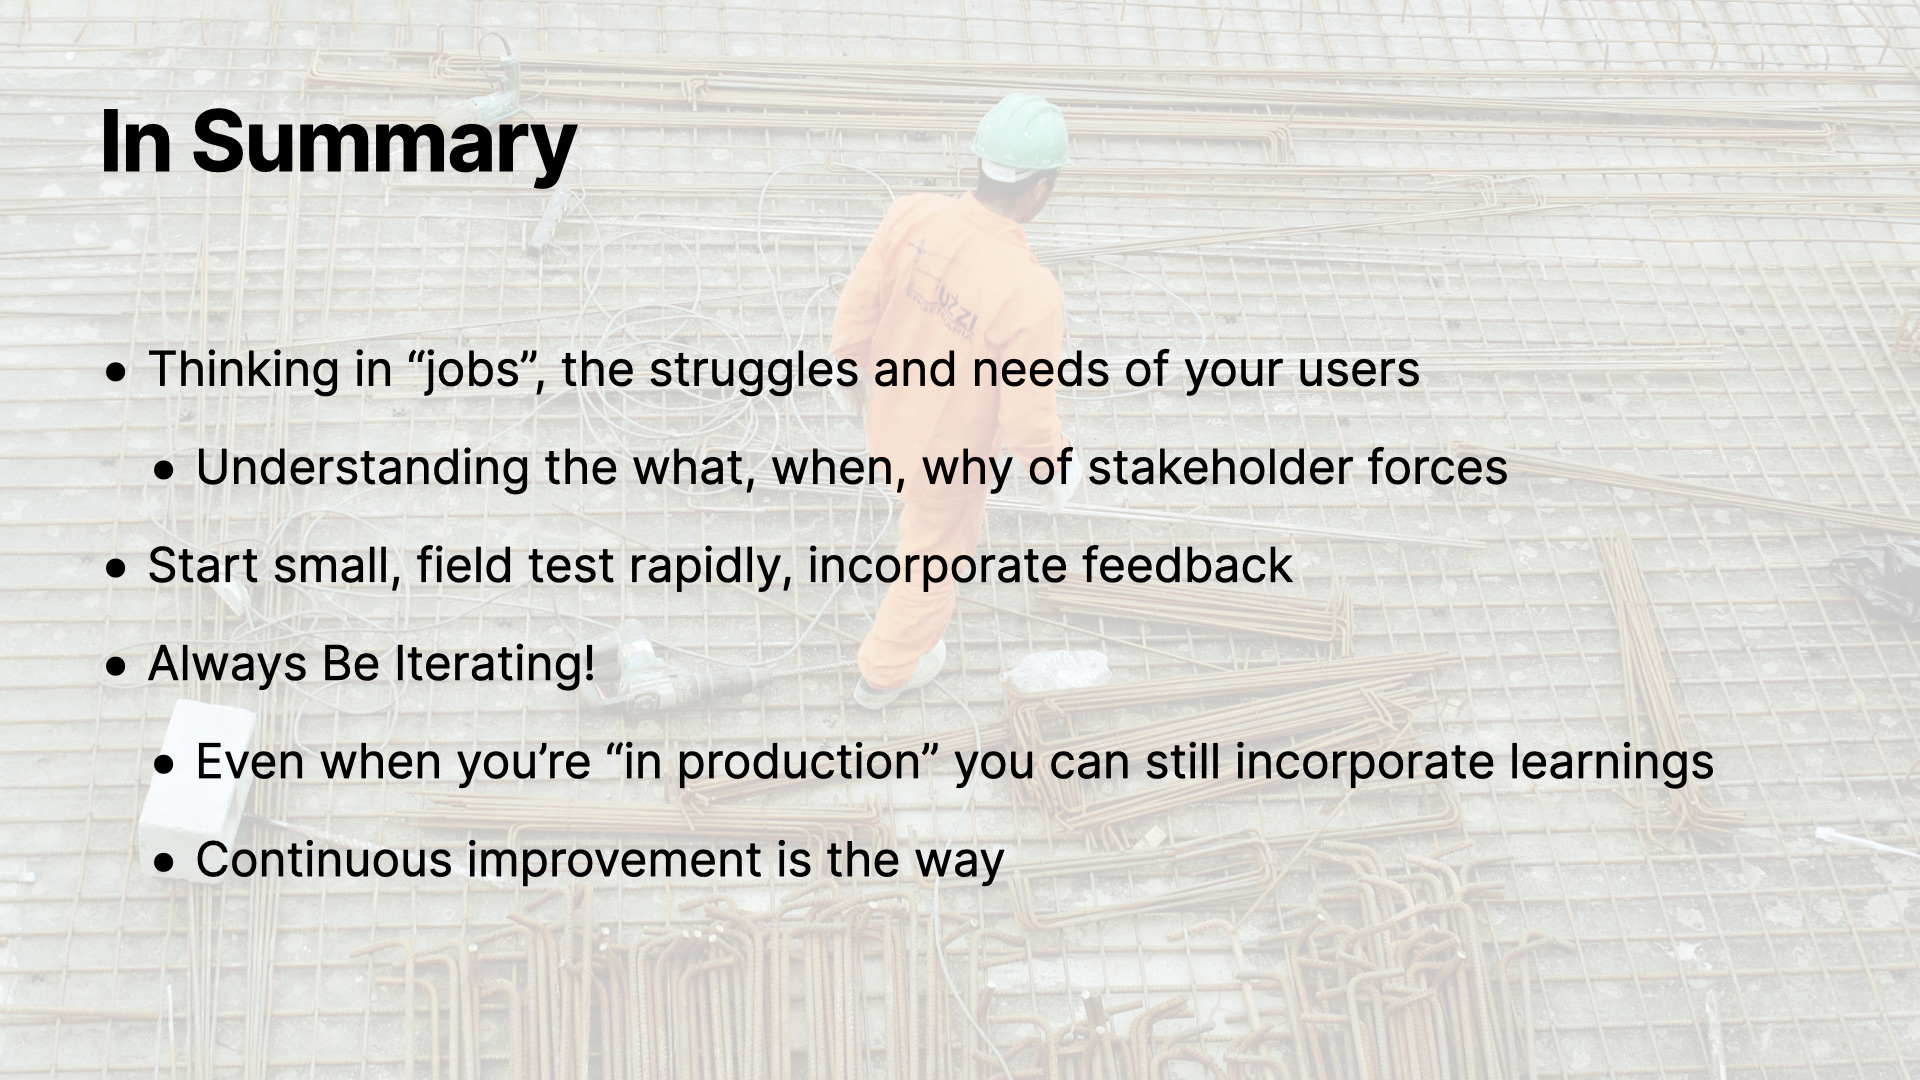 In Summary
• Thinking in “jobs”, the struggles and needs of your users
• Understanding the what, when, why of stakeholder forces
• Start small, field test rapidly, incorporate feedback
• Always Be Iterating!
• Even when you’re “in production” you can still incorporate learnings
• Continuous improvement is the way
UZZI